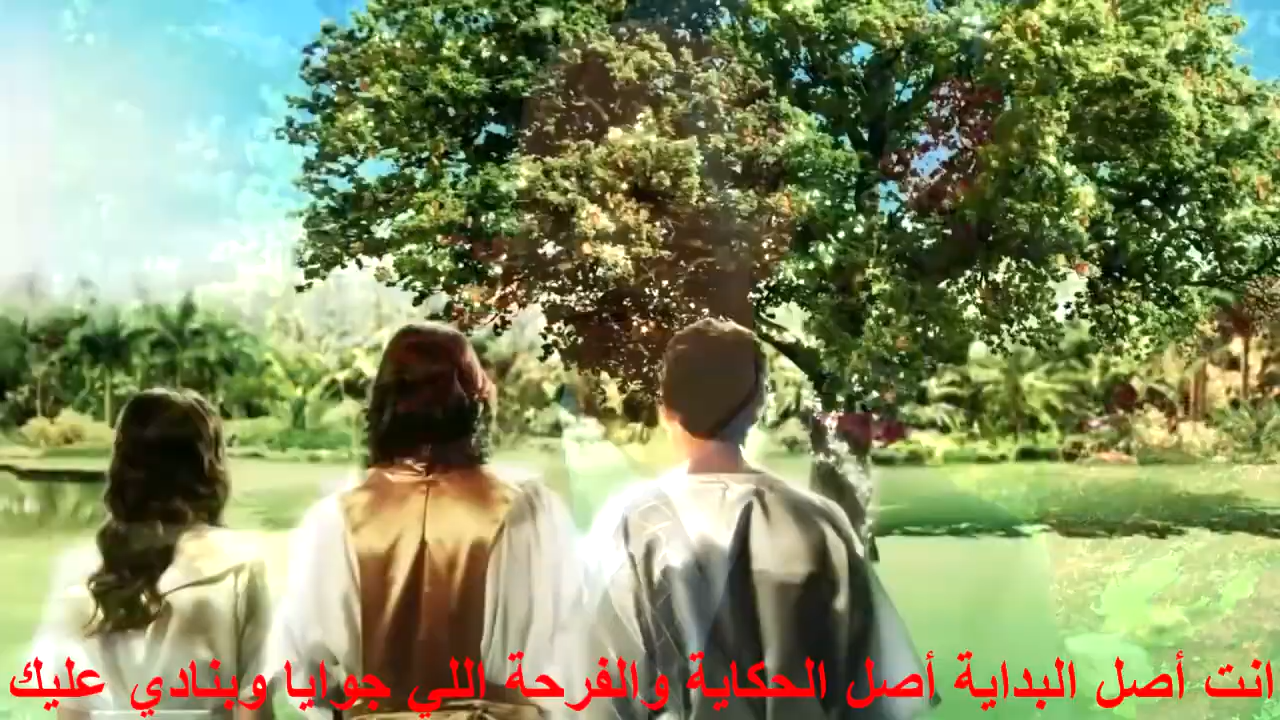 انت أصل البداية أصل الحكاية والفرحة اللي جوايا وبنادي عليك